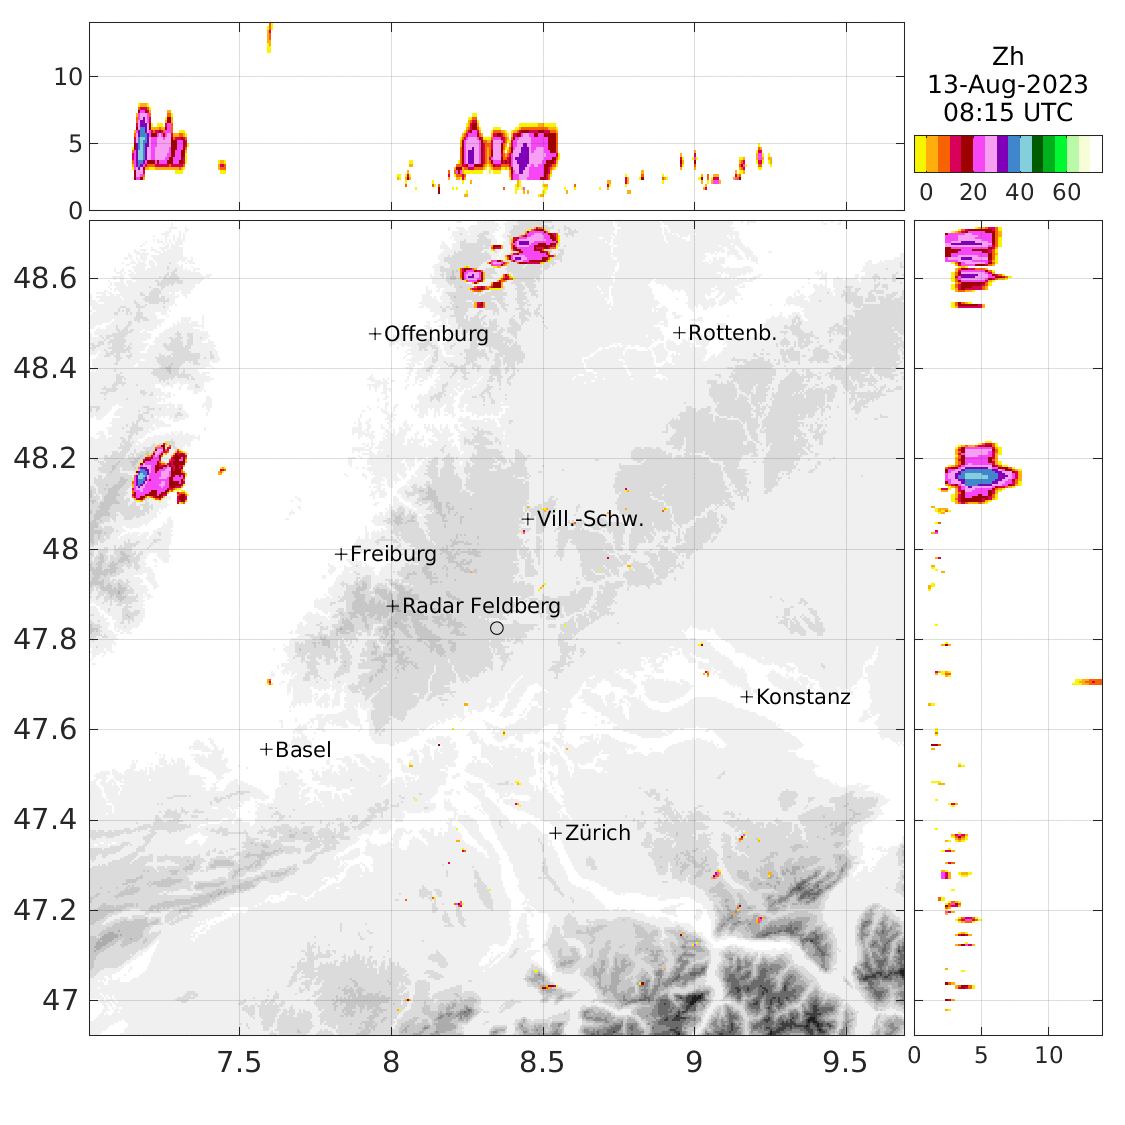 Zh
13-Aug-2023
08:15 UTC
0 20 40 60
10
5
0
48.6
48.4
48.2
48
47.8
47.6
47.4
47.2
47
Offenburg
Rottenb.
Vill.-Schw.
Freiburg
Radar Feldberg
Konstanz
Basel
Zürich
7.5 8 8.5 9 9.5
0 5 10